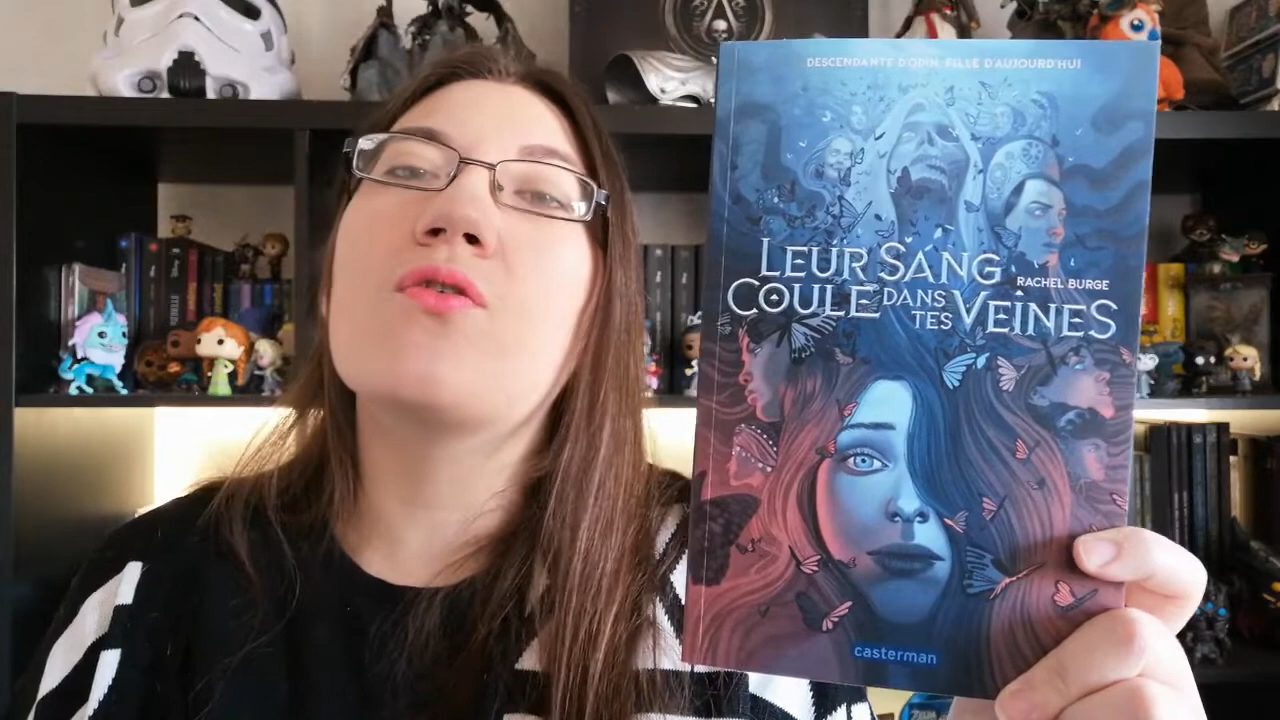 DESCENDANTE D'ODIN, FILLE D'AUJOURD'HUI
LEUR SANG
RACHEL BURGE
COULE DANS TES VEINES
casterman